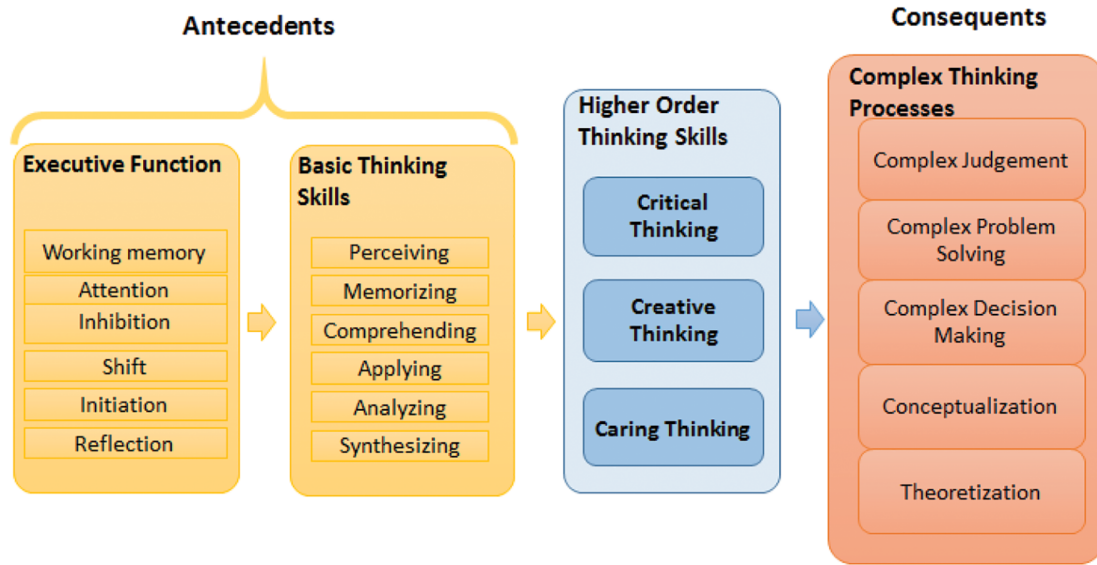 Antecedents
Consequents
Executive Function
Working memory
Attention
Inhibition
Shift
Initiation
Reflection
Basic Thinking
Skills
Perceiving
Memorizing
Comprehending
Applying
Analyzing
Synthesizing
Higher Order
Thinking Skills
Critical
Thinking
Creative
Thinking
Caring Thinking
Complex Thinking
Processes
Complex Judgement
Complex Problem
Solving
Complex Decision
Making
Conceptualization
Theoretization